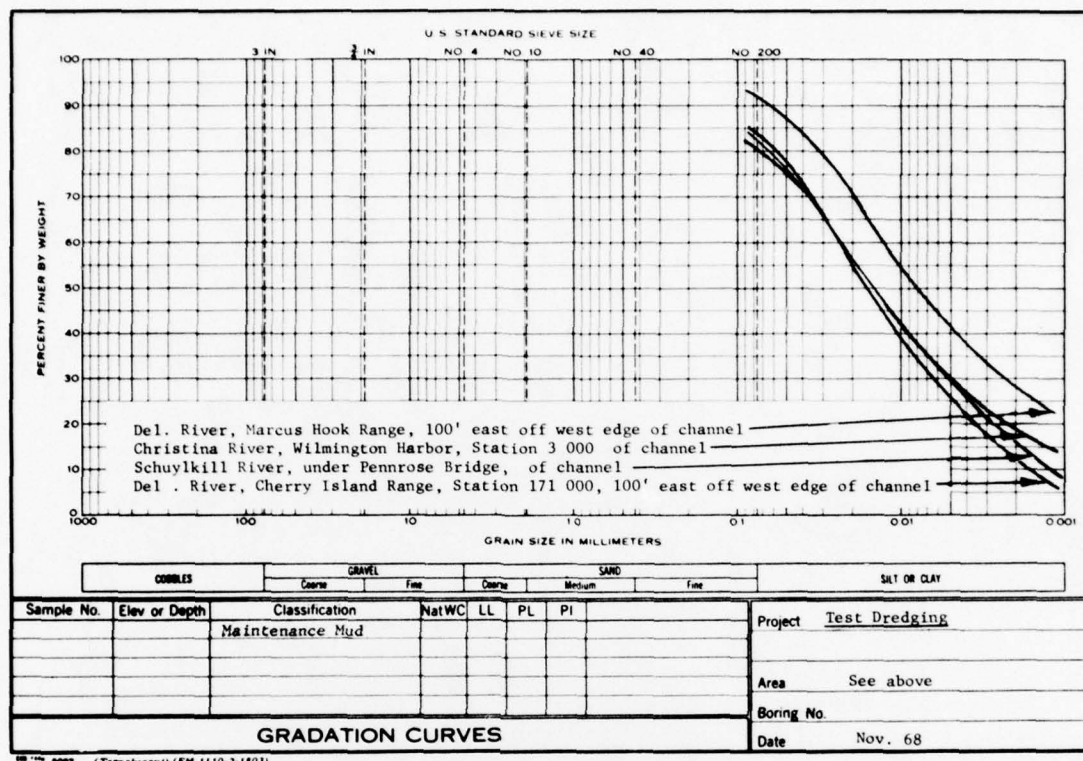 U.S. STANDARD SIEVE SIZE
3 IN 3/4 IN NO 4 NO 10 NO 40 NO 200
PERCENT FINER BY WEIGHT
100
90
80
70
60
50
40
30
20
10
0
Del. River, Marcus Hook Range, 100' east off west edge of channel
Christina River, Wilmington Harbor, Station 3 000 of channel
Schuylkill River, under Pennrose Bridge, of channel
Del . River, Cherry Island Range, Station 171 000, 100' east off west edge of channel
1000 100 10 1.0 0.1 0.01 0.001
GRAIN SIZE IN MILLIMETERS
COBBLES GRAVEL SAND SILT OR CLAY
Coarse Fine Coarse Medium Fine
Sample No. Elev or Depth Classification Nat WC LL PL PI
Maintenance Mud
Project Test Dredging
Area See above
Boring No.
Date Nov. 68
GRADATION CURVES
2087 (EM 1110-2-1803)